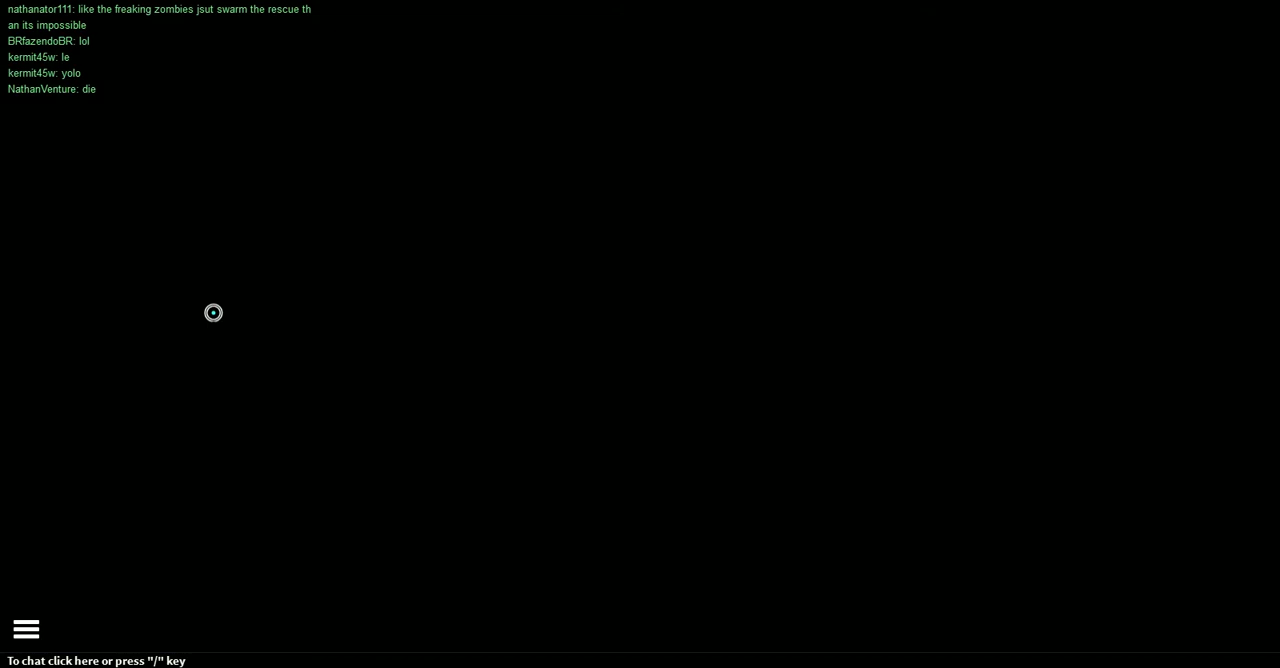 nathanator111: like the freaking zombies jsut swarm the rescue th
an its impossible
BRfazendoBR: lol
kermit45w: le
kermit45w: yolo
NathanVenture: die
To chat click here or press "/" key